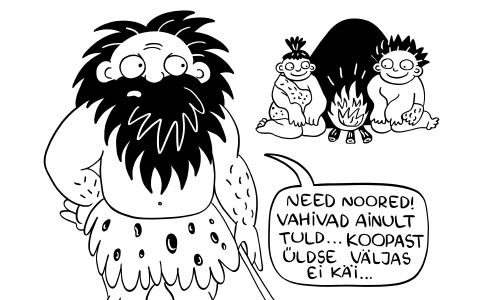 NEED NOORED!
VAHIVAD AINULT
TULD... KOOPAST
ÜLDSE VÄLJAS
EI KÄI...